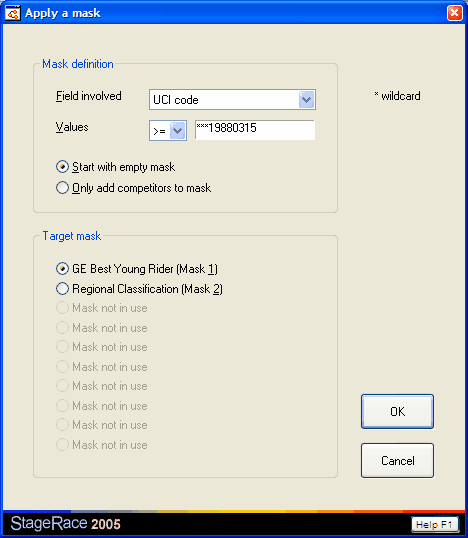 Apply a mask
Mask definition
Field involved UCI code * wildcard
Values >= ***19880315
Start with empty mask
Only add competitors to mask
Target mask
GE Best Young Rider (Mask 1)
Regional Classification (Mask 2)
Mask not in use
Mask not in use
Mask not in use
Mask not in use
Mask not in use
Mask not in use
Mask not in use
Mask not in use
OK
Cancel
StageRace 2005 Help F1